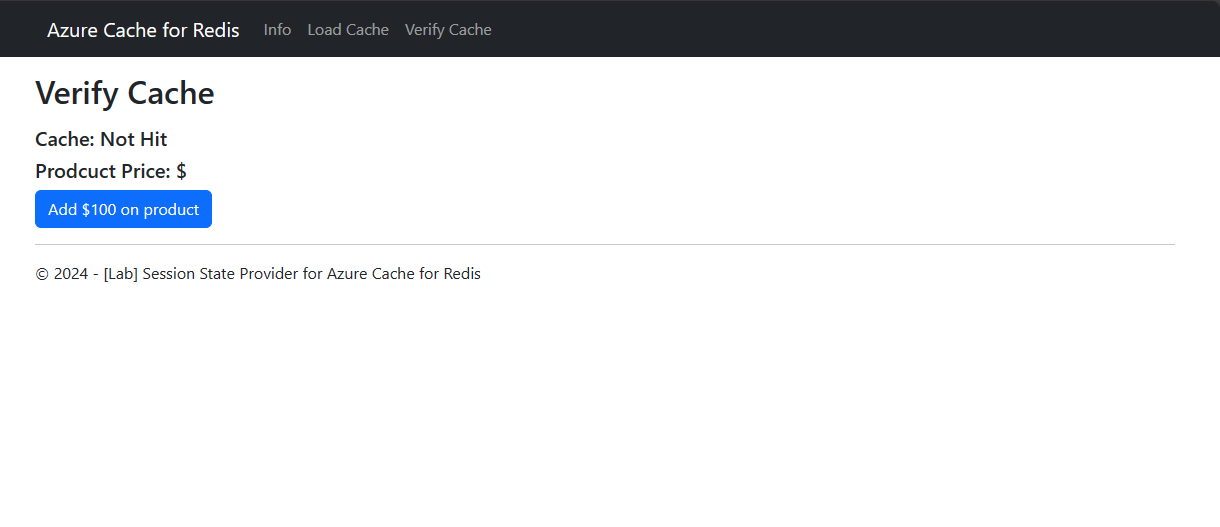 Azure Cache for Redis Info Load Cache Verify Cache
Verify Cache
Cache: Not Hit
Prodcuct Price: $
Add $100 on product
© 2024 - [Lab] Session State Provider for Azure Cache for Redis